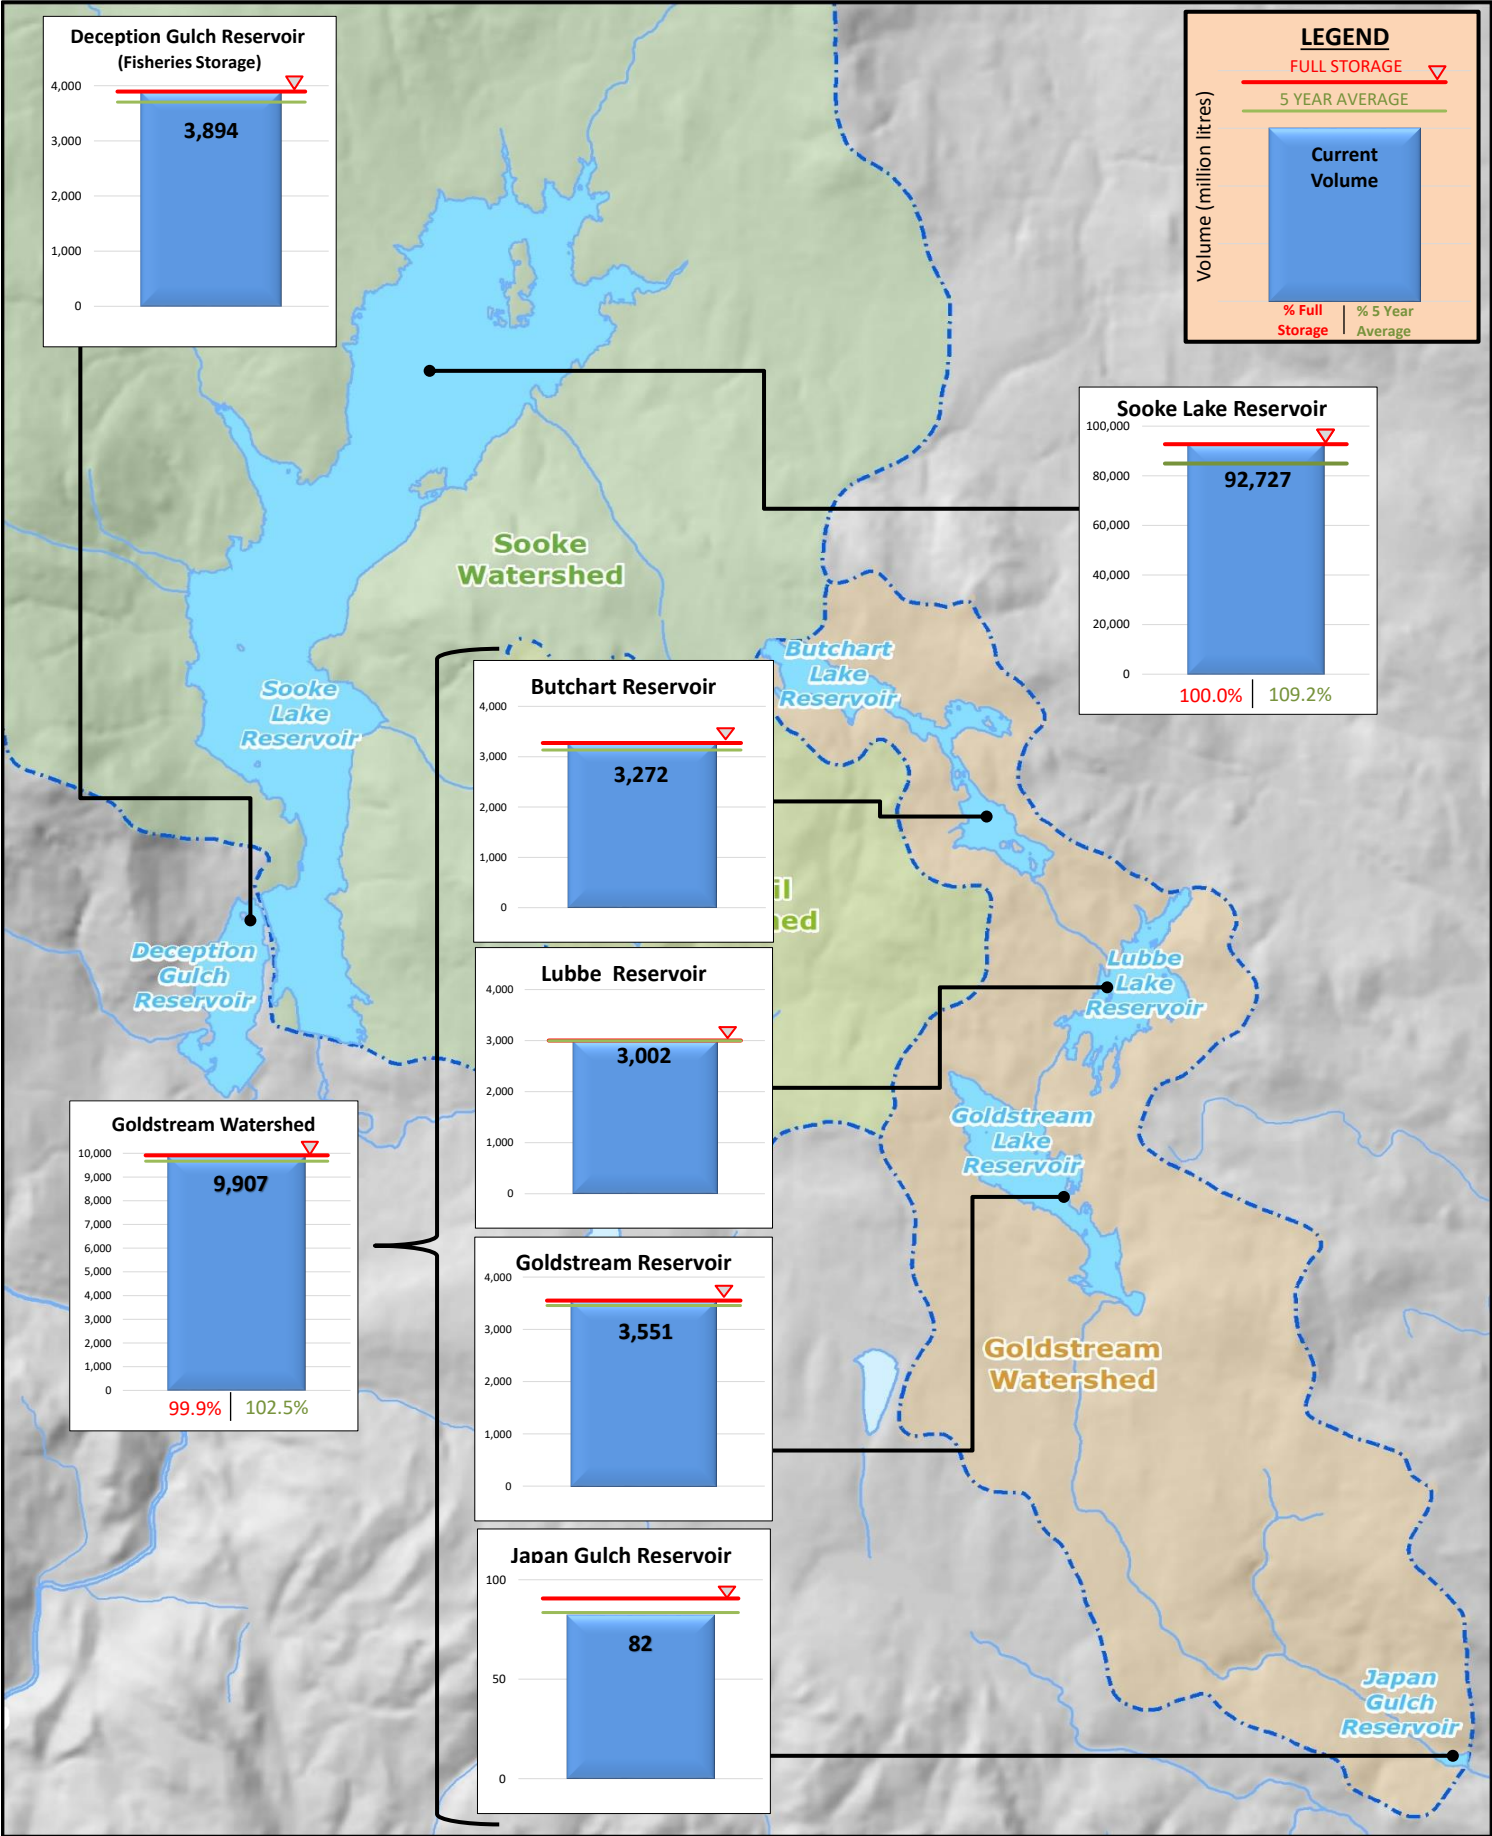 Deception Gulch Reservoir
(Fisheries Storage)
4,000
3,000
2,000
1,000
0
3,894
LEGEND
FULL STORAGE
5 YEAR AVERAGE
Volume (million litres)
Current
Volume
% Full
Storage
% 5 Year
Average
Sooke Lake Reservoir
100,000
80,000
60,000
40,000
20,000
0
92,727
100.0%
109.2%
Sooke
Watershed
Sooke
Lake
Reservoir
Butchart
Lake
Reservoir
Butchart Reservoir
4,000
3,000
2,000
1,000
0
3,272
il
ed
Deception
Gulch
Reservoir
Lubbe Reservoir
4,000
3,000
2,000
1,000
0
3,002
Lubbe
Lake
Reservoir
Goldstream Watershed
10,000
9,000
8,000
7,000
6,000
5,000
4,000
3,000
2,000
1,000
0
9,907
99.9%
102.5%
Goldstream
Lake
Reservoir
Goldstream Reservoir
4,000
3,000
2,000
1,000
0
3,551
Goldstream
Watershed
Japan Gulch Reservoir
100
50
0
82
Japan
Gulch
Reservoir